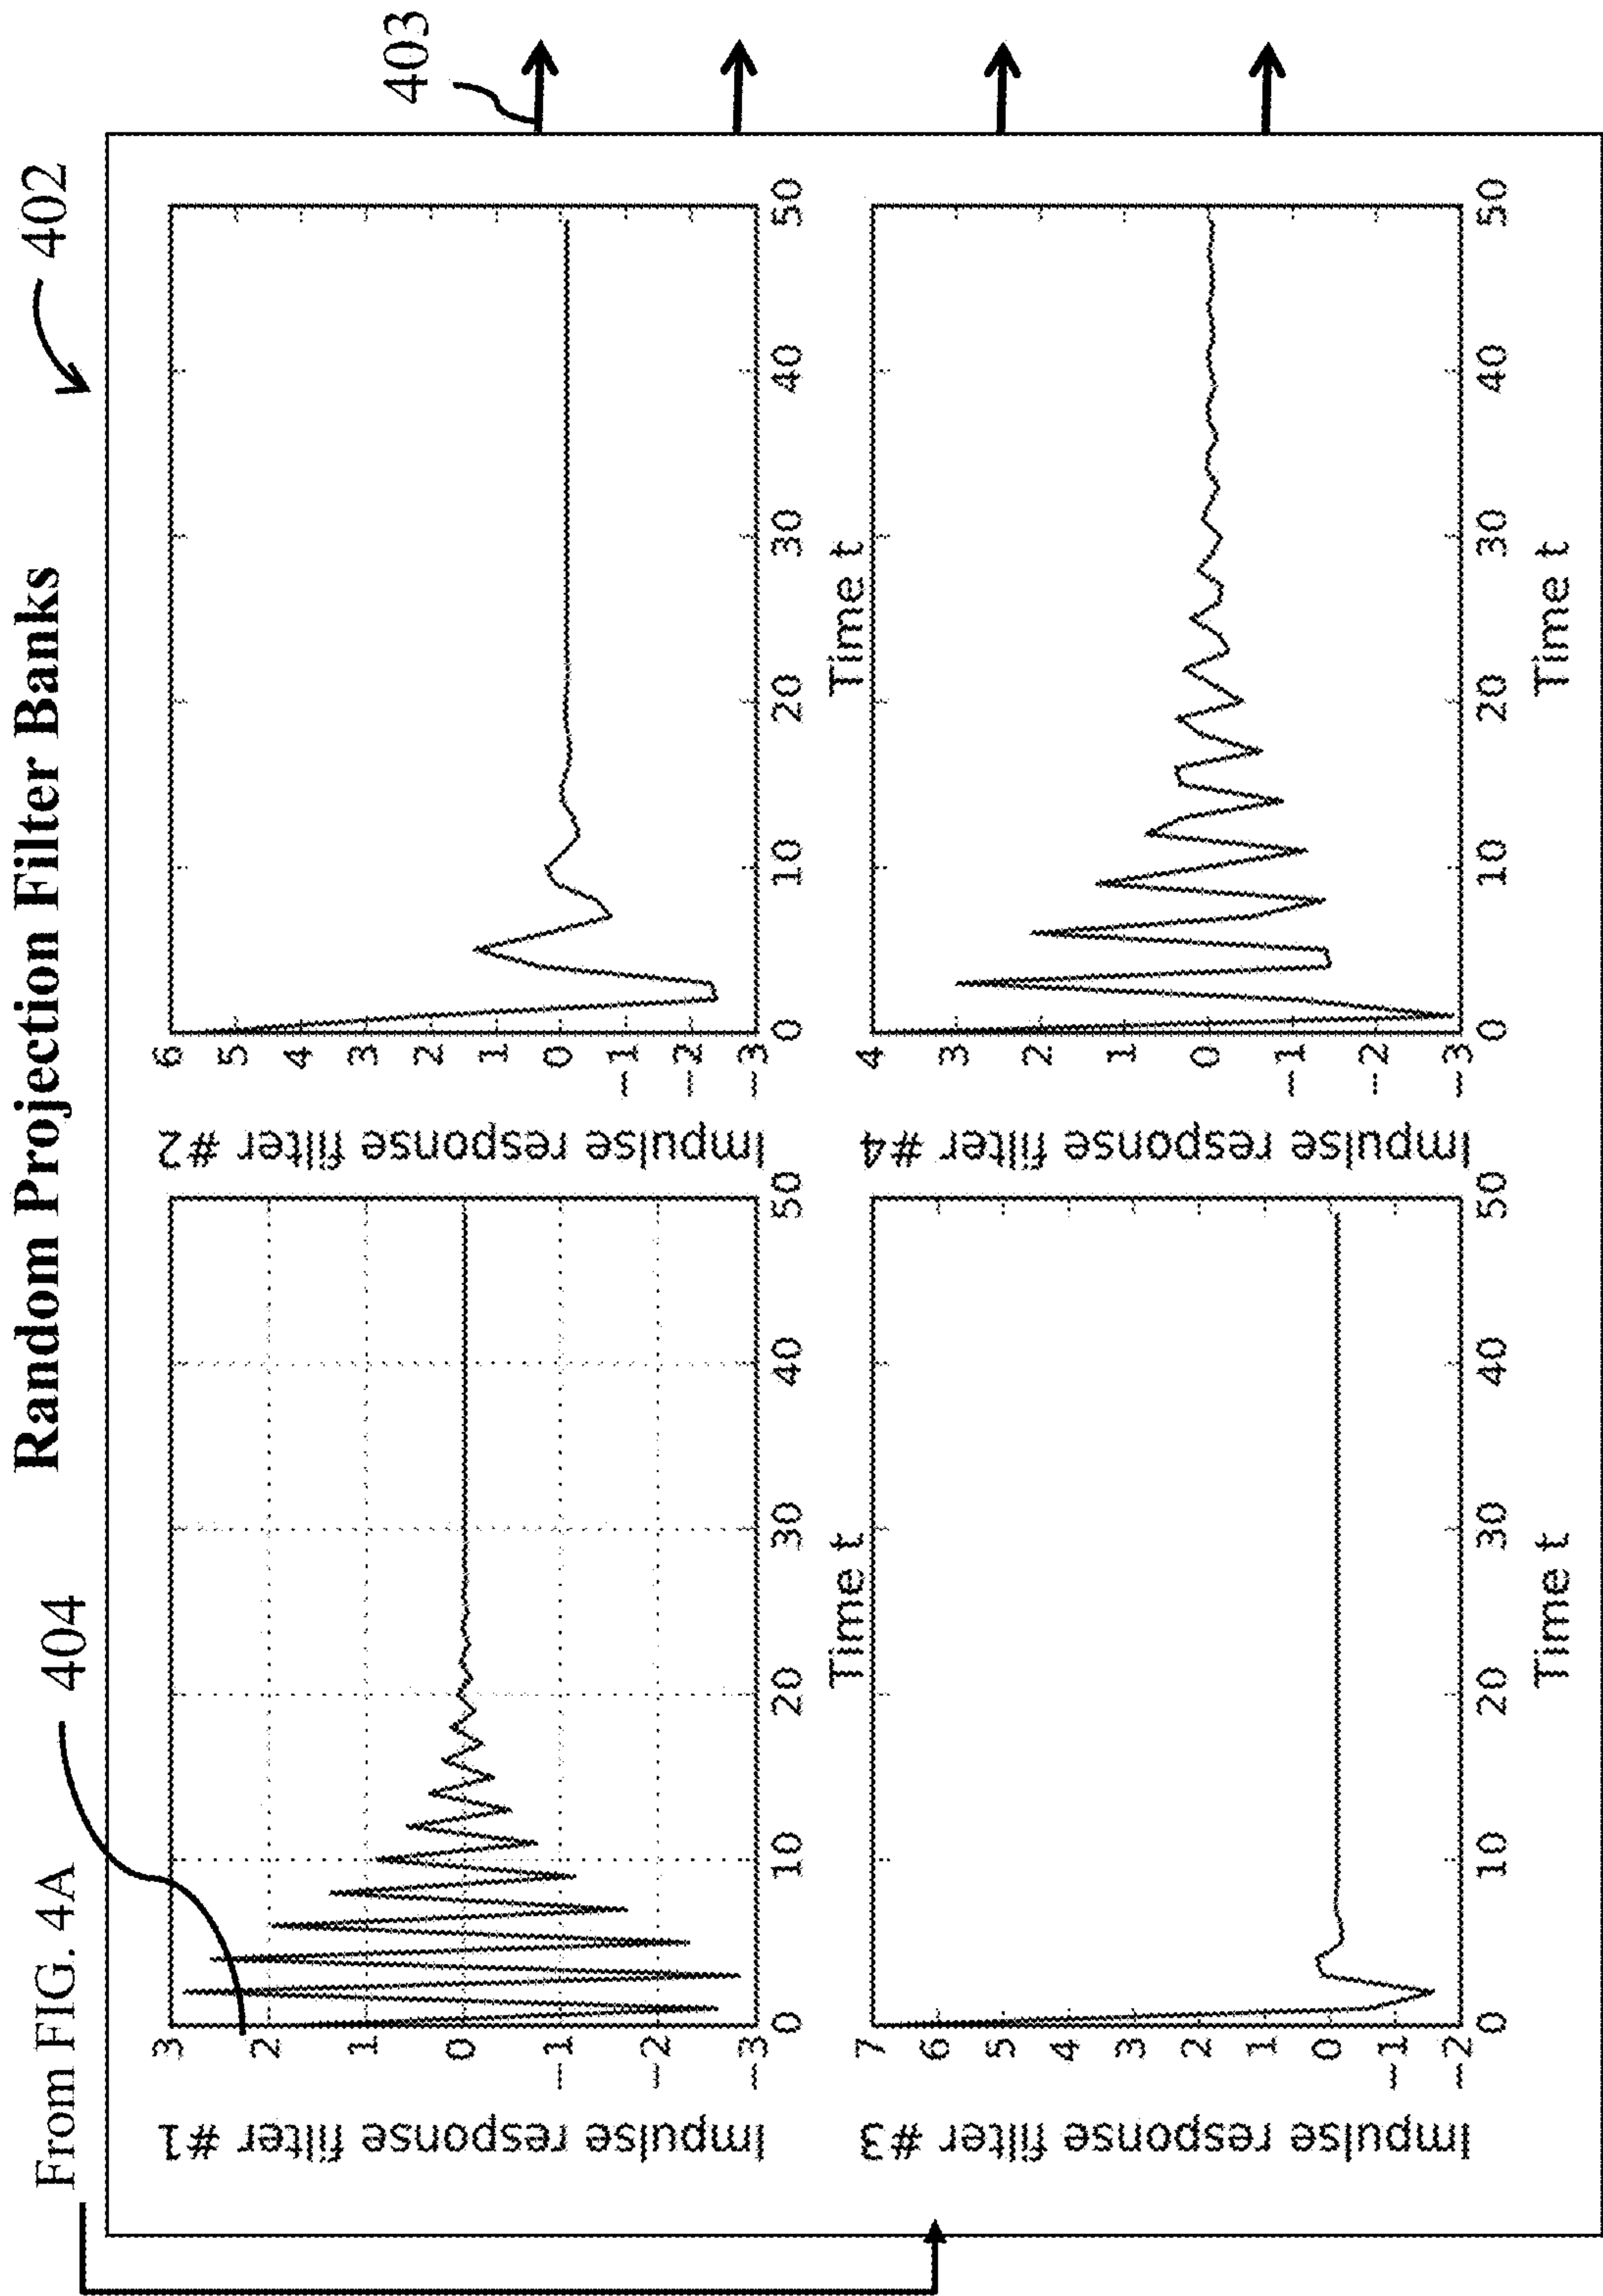 Random Projection Filter Banks
From FIG. 4A
404
402
403
Impulse response filter #1
3
2
1
0
−1
−2
−3
0 10 20 30 40 50
Time t
Impulse response filter #2
6
5
4
3
2
1
0
−1
−2
−3
0 10 20 30 40 50
Time t
Impulse response filter #3
7
6
5
4
3
2
1
0
−1
−2
0 10 20 30 40 50
Time t
Impulse response filter #4
4
3
2
1
0
−1
−2
−3
0 10 20 30 40 50
Time t